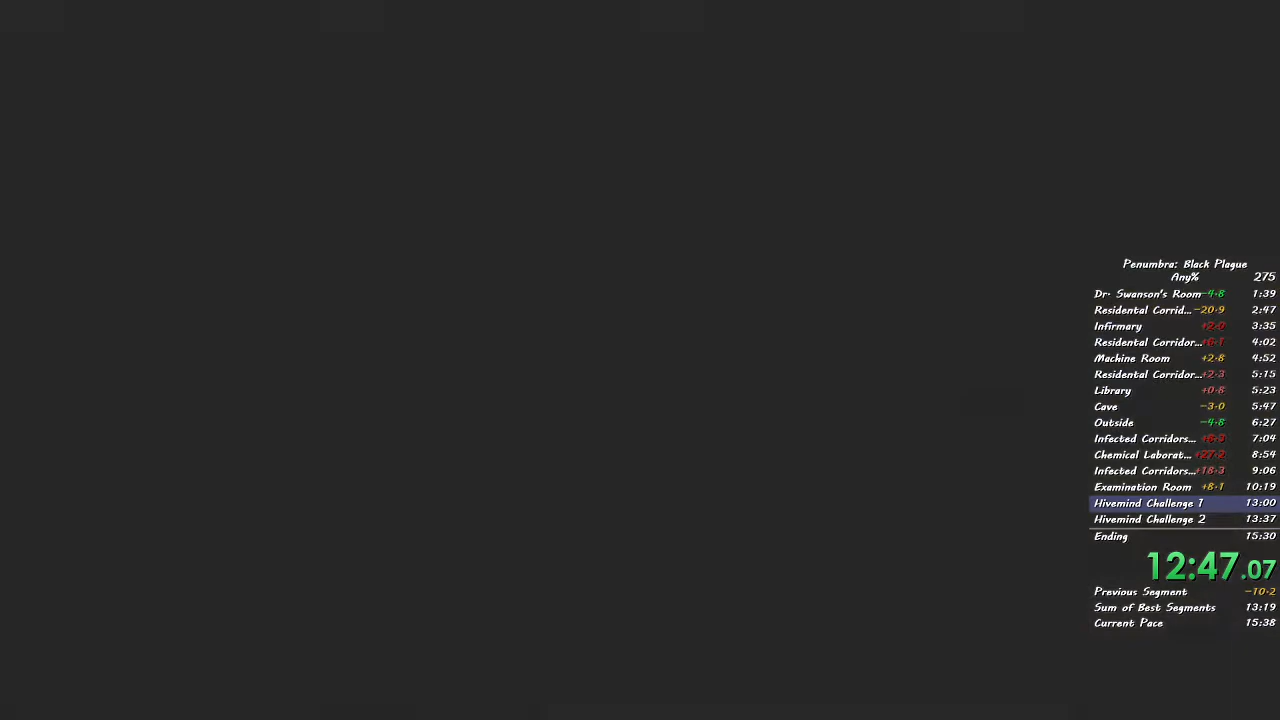 Penumbra: Black Plague
Any% 275
Dr. Swanson's Room -4.8 1:39
Residential Corrid... -20.9 2:47
Infirmary +2.0 3:35
Residential Corridor... +6.1 4:02
Machine Room +2.8 4:52
Residential Corridor... +2.3 5:15
Library +0.8 5:23
Cave -3.0 5:47
Outside -4.8 6:27
Infected Corridors... 7:04
Chemical Laborat... +27.2 8:54
Infected Corridors... +18.3 9:06
Examination Room +8.1 10:19
Hivemind Challenge 1 13:00
Hivemind Challenge 2 13:37
Ending 15:30
12:47.07
Previous Segment -10.2
Sum of Best Segments 13:19
Current Pace 15:38